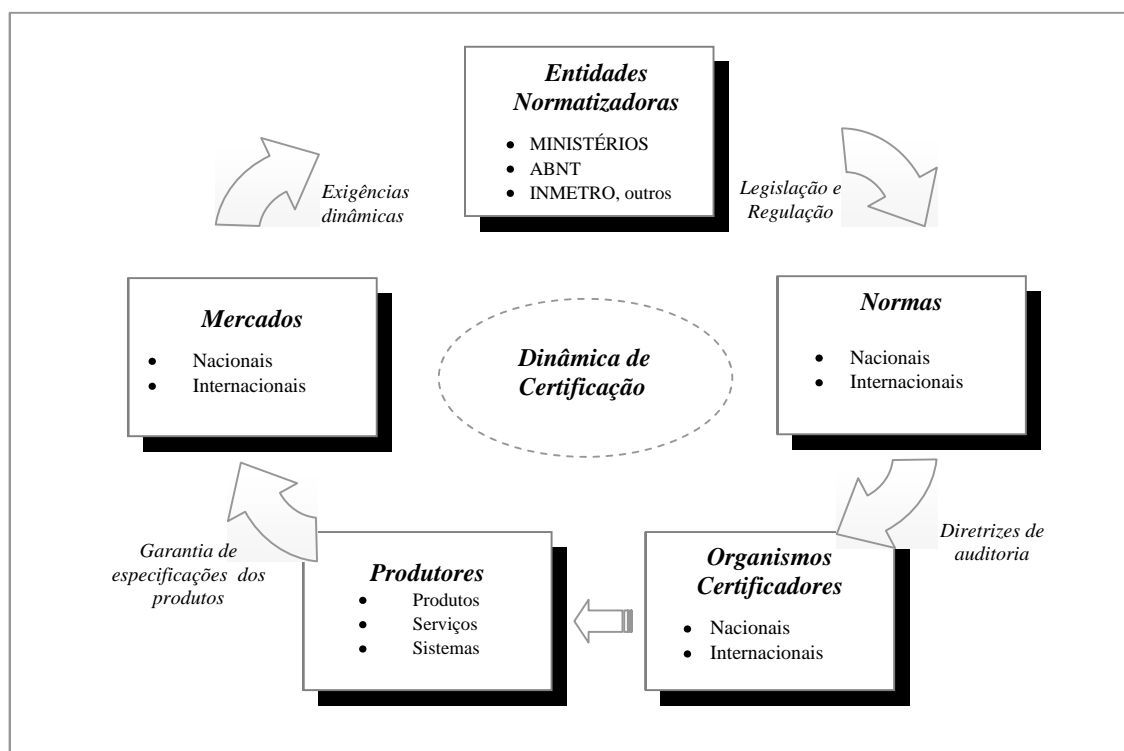 Entidades
Normatizadoras
• MINISTÉRIOS
• ABNT
• INMETRO, outros
Exigências
dinâmicas
Legislação e
Regulação
Mercados
• Nacionais
• Internacionais
Dinâmica de
Certificação
Normas
• Nacionais
• Internacionais
Garantia de
especificações dos
produtos
Produtores
• Produtos
• Serviços
• Sistemas
Organismos
Certificadores
• Nacionais
• Internacionais
Diretrizes de
auditoria